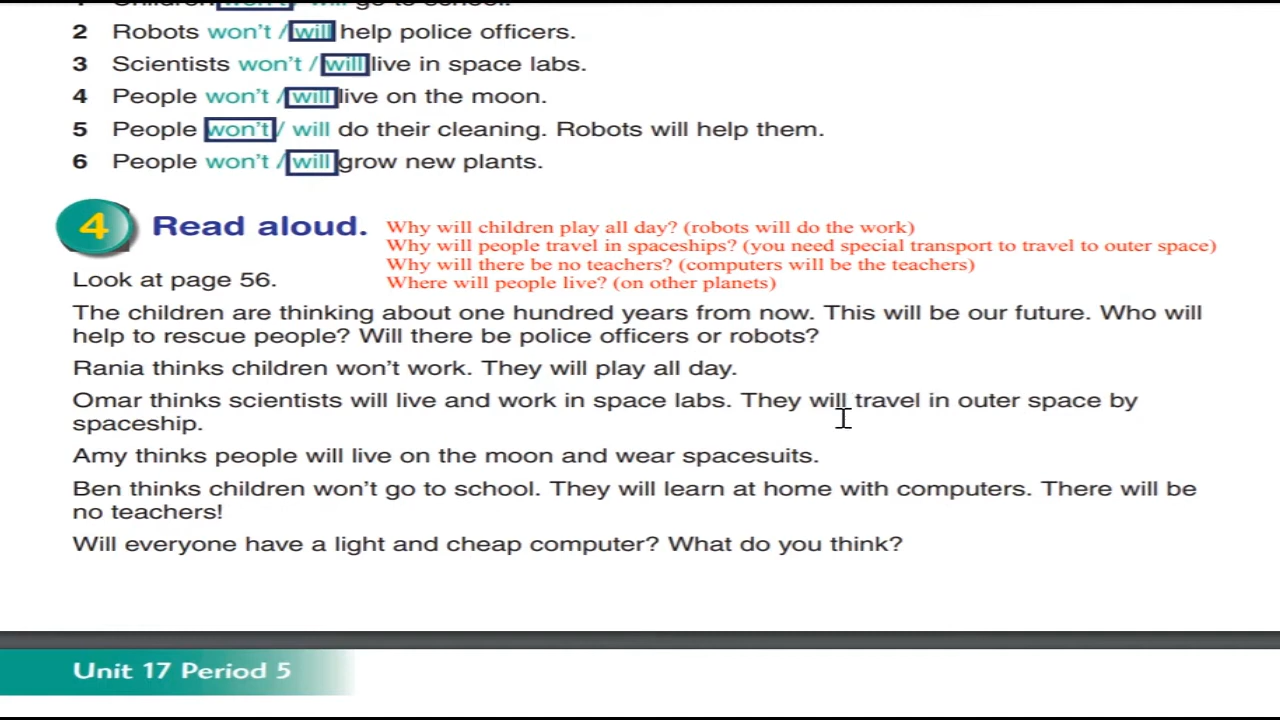 Children won't / will go to school.
2 Robots won't / will help police officers.
3 Scientists won't / will live in space labs.
4 People won't / will live on the moon.
5 People won't / will do their cleaning. Robots will help them.
6 People won't / will grow new plants.
4 Read aloud.
Why will children play all day? (robots will do the work)
Why will people travel in spaceships? (you need special transport to travel to outer space)
Why will there be no teachers? (computers will be the teachers)
Where will people live? (on other planets)
Look at page 56.
The children are thinking about one hundred years from now. This will be our future. Who will
help to rescue people? Will there be police officers or robots?
Rania thinks children won't work. They will play all day.
Omar thinks scientists will live and work in space labs. They will travel in outer space by
spaceship.
Amy thinks people will live on the moon and wear spacesuits.
Ben thinks children won't go to school. They will learn at home with computers. There will be
no teachers!
Will everyone have a light and cheap computer? What do you think?
Unit 17 Period 5